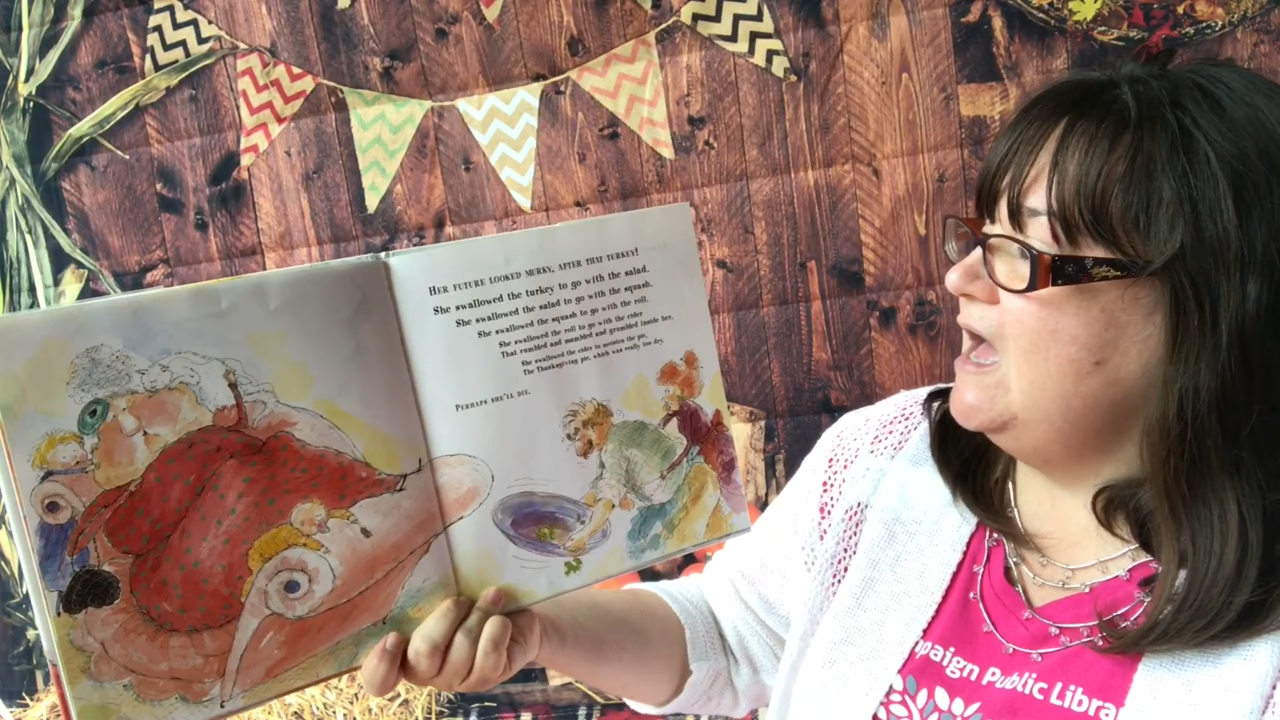 HER FUTURE LOOKED MURKY, AFTER THAT TURKEY!
She swallowed the turkey to go with the salad.
She swallowed the salad to go with the squash.
She swallowed the squash to go with the roll.
She swallowed the roll to go with the cider
That rumbled and mumbled and grumbled inside her.
She swallowed the cider to moisten the pie,
The Thanksgiving pie, which was really too dry.
PERHAPS SHE'LL DIE.
paign Public Librar